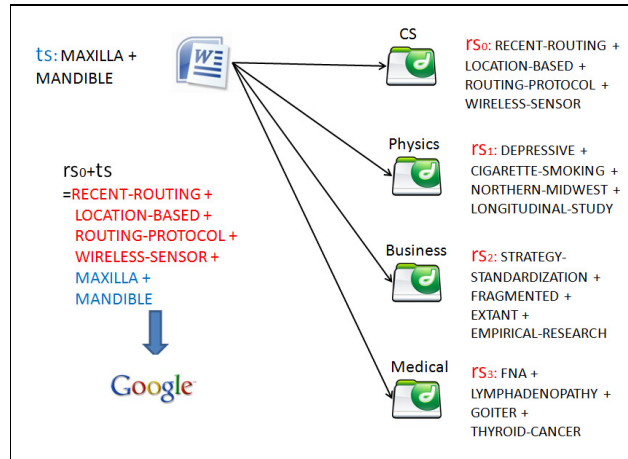 ts: MAXILLA +
MANDIBLE
rs0+ts
=RECENT-ROUTING +
LOCATION-BASED +
ROUTING-PROTOCOL +
WIRELESS-SENSOR +
MAXILLA +
MANDIBLE
Google™
W
CS
rs0: RECENT-ROUTING +
LOCATION-BASED +
ROUTING-PROTOCOL +
WIRELESS-SENSOR
Physics
rs1: DEPRESSIVE +
CIGARETTE-SMOKING +
NORTHERN-MIDWEST +
LONGITUDINAL-STUDY
Business
rs2: STRATEGY-
STANDARDIZATION +
FRAGMENTED +
EXTANT +
EMPIRICAL-RESEARCH
Medical
rs3: FNA +
LYMPHADENOPATHY +
GOITER +
THYROID-CANCER